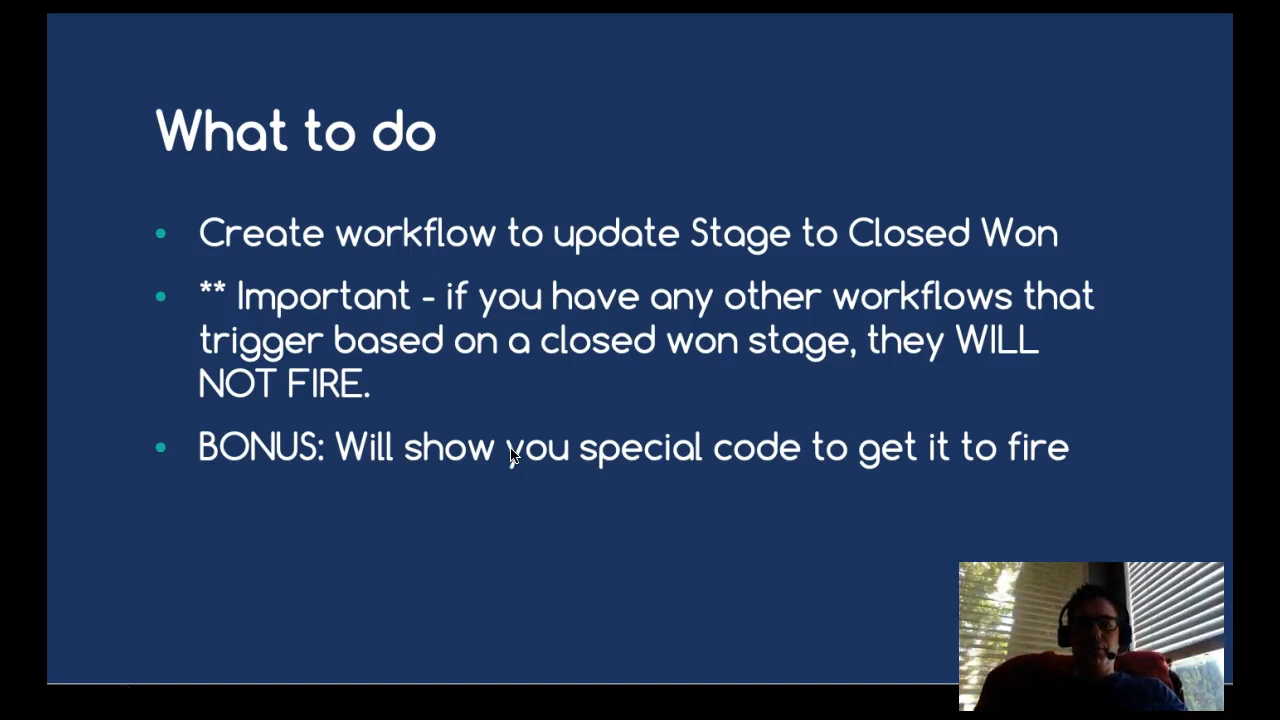 What to do
• Create workflow to update Stage to Closed Won
• ** Important - if you have any other workflows that
trigger based on a closed won stage, they WILL
NOT FIRE.
• BONUS: Will show you special code to get it to fire